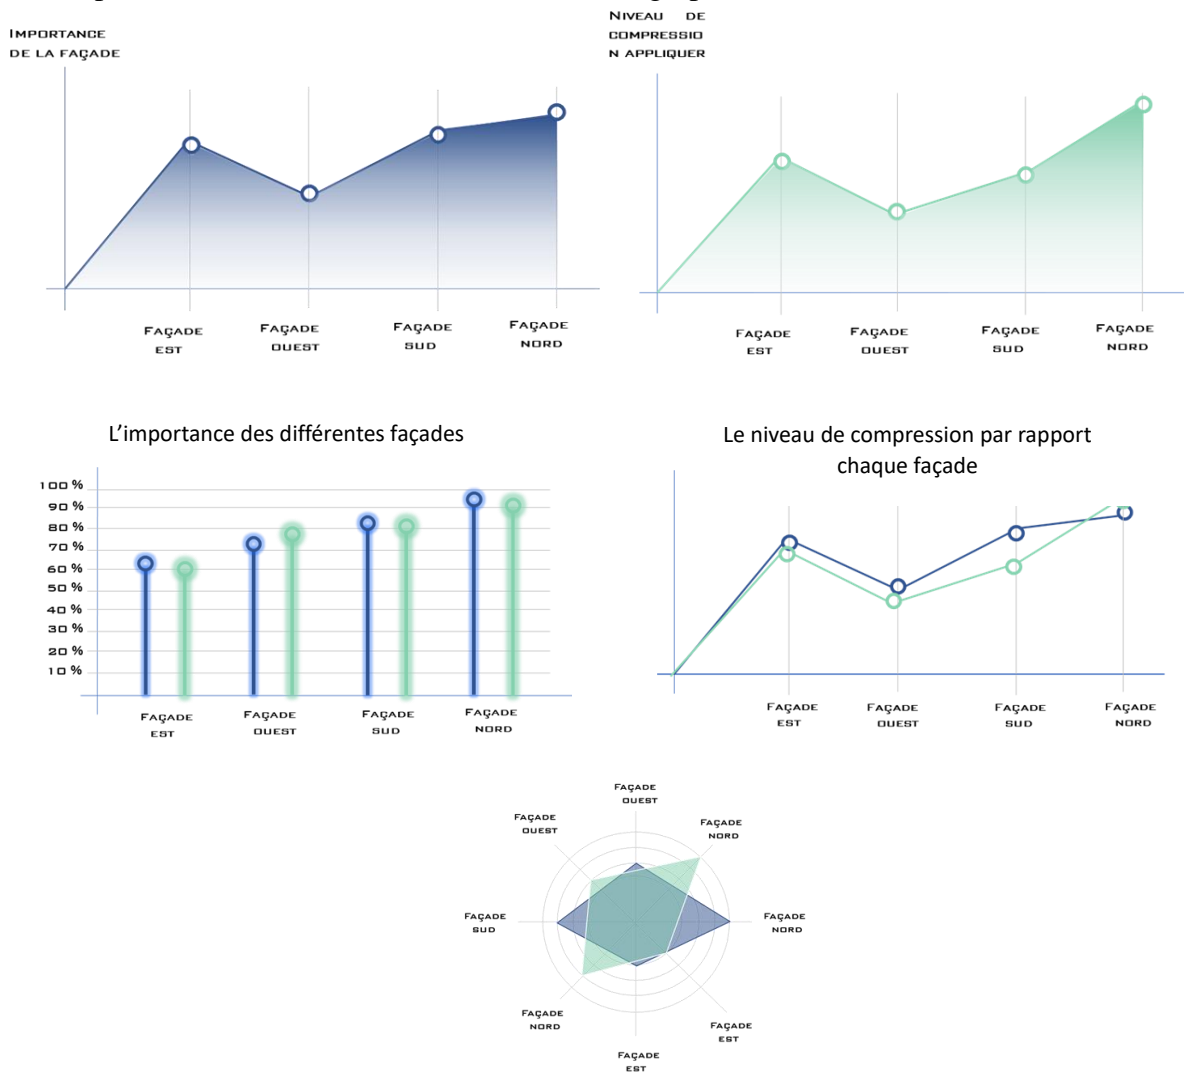 IMPORTANCE
DE LA FAÇADE
FAÇADE
EST
FAÇADE
OUEST
FAÇADE
SUD
FAÇADE
NORD
NIVEAU DE
COMPRESSIO
N APPLIQUER
FAÇADE
EST
FAÇADE
OUEST
FAÇADE
SUD
FAÇADE
NORD
L’importance des différentes façades
Le niveau de compression par rapport
chaque façade
100 %
90 %
80 %
70 %
60 %
50 %
40 %
30 %
20 %
10 %
FAÇADE
EST
FAÇADE
OUEST
FAÇADE
SUD
FAÇADE
NORD
FAÇADE
EST
FAÇADE
OUEST
FAÇADE
SUD
FAÇADE
NORD
FAÇADE
OUEST
FAÇADE
OUEST
FAÇADE
NORD
FAÇADE
SUD
FAÇADE
NORD
FAÇADE
NORD
FAÇADE
EST
FAÇADE
EST